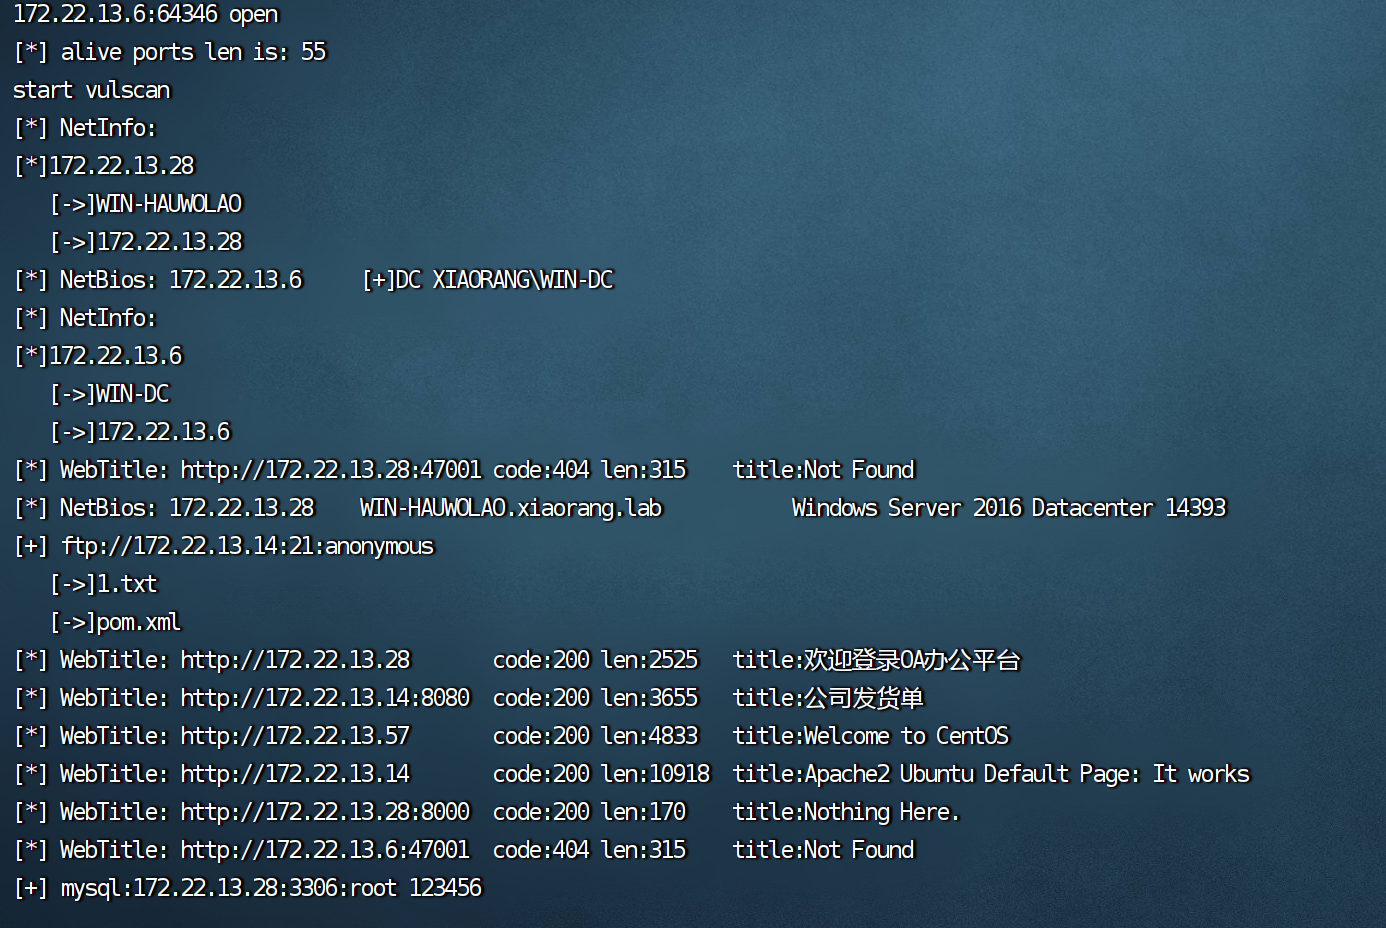 172.22.13.6:64346 open
[*] alive ports len is: 55
start vulscan
[*] NetInfo:
[*]172.22.13.28
   [->]WIN-HAUWOLAO
   [->]172.22.13.28
[*] NetBios: 172.22.13.6     [+]DC XIAORANG\WIN-DC
[*] NetInfo:
[*]172.22.13.6
   [->]WIN-DC
   [->]172.22.13.6
[*] WebTitle: http://172.22.13.28:47001 code:404 len:315    title:Not Found
[*] NetBios: 172.22.13.28    WIN-HAUWOLAO.xiaorang.lab           Windows Server 2016 Datacenter 14393
[+] ftp://172.22.13.14:21:anonymous
   [->]1.txt
   [->]pom.xml
[*] WebTitle: http://172.22.13.28       code:200 len:2525   title:欢迎登录OA办公平台
[*] WebTitle: http://172.22.13.14:8080  code:200 len:3655   title:公司发货单
[*] WebTitle: http://172.22.13.57       code:200 len:4833   title:Welcome to CentOS
[*] WebTitle: http://172.22.13.14       code:200 len:10918  title:Apache2 Ubuntu Default Page: It works
[*] WebTitle: http://172.22.13.28:8000  code:200 len:170    title:Nothing Here.
[*] WebTitle: http://172.22.13.6:47001  code:404 len:315    title:Not Found
[+] mysql:172.22.13.28:3306:root 123456